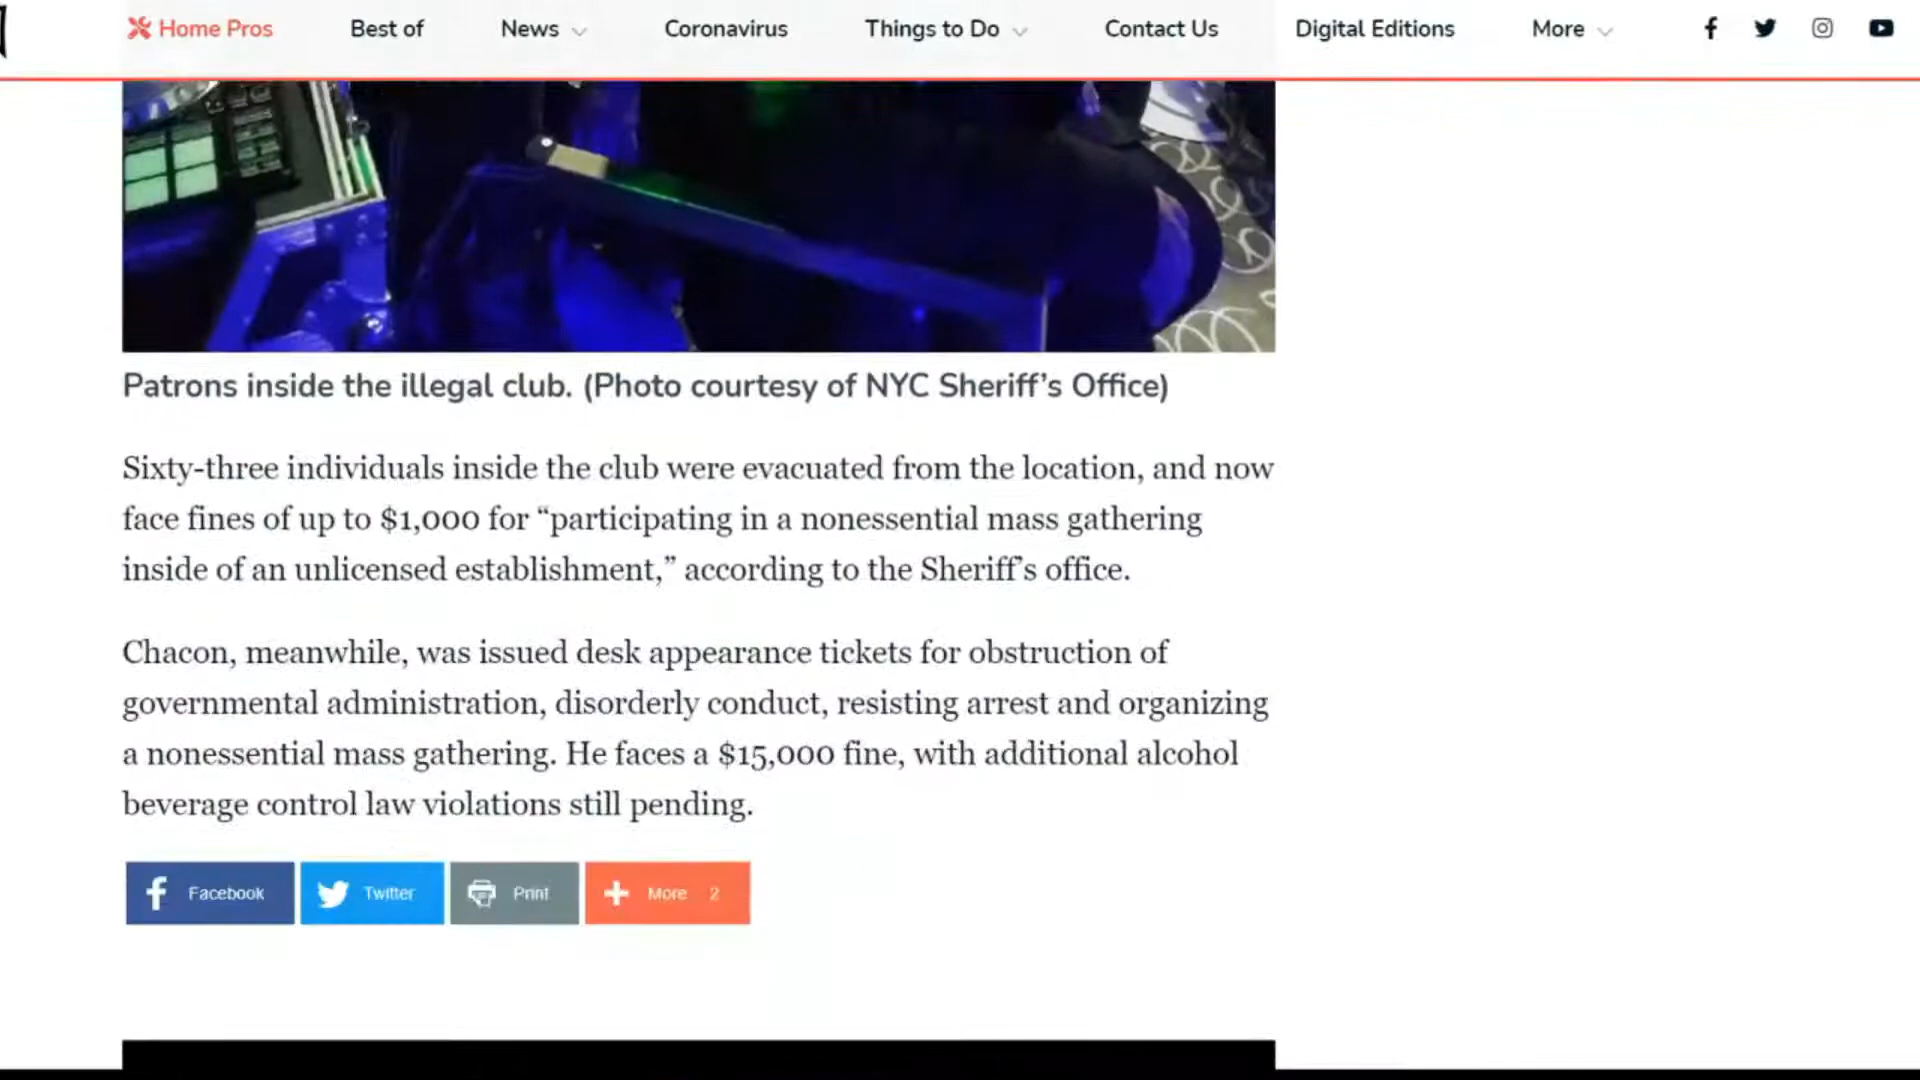 Home Pros Best of News Coronavirus Things to Do Contact Us Digital Editions More
Patrons inside the illegal club. (Photo courtesy of NYC Sheriff’s Office)
Sixty-three individuals inside the club were evacuated from the location, and now
face fines of up to $1,000 for “participating in a nonessential mass gathering
inside of an unlicensed establishment,” according to the Sheriff’s office.
Chacon, meanwhile, was issued desk appearance tickets for obstruction of
governmental administration, disorderly conduct, resisting arrest and organizing
a nonessential mass gathering. He faces a $15,000 fine, with additional alcohol
beverage control law violations still pending.
Facebook Twitter Print More 2